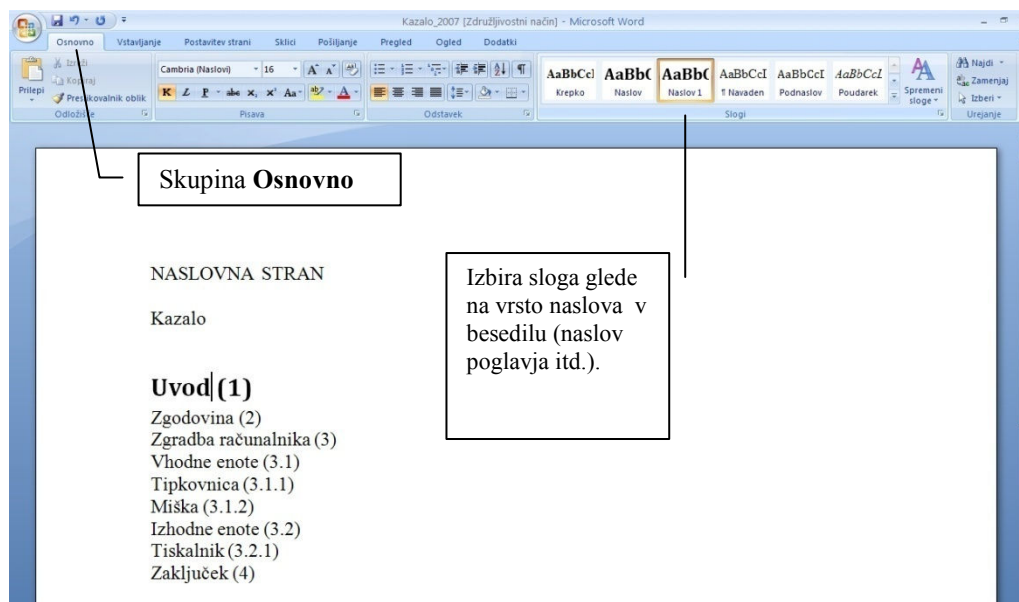 Kazalo_2007 [Združljivostni način] - Microsoft Word
Osnovno Vstavljanje Postavitev strani Sklici Pošiljanje Pregled Ogled Dodatki
Prilepi
Izreži
Kopiraj
Preslikovalnik oblik
Odložišče
Cambria (Naslovi) 16
K L P abc x, x' Aa
Pisava
Odstavek
AaBbCcI AaBbC AaBbC AaBbCcI AaBbCcI AaBbCcI
Krepko Naslov Naslov 1 ¶ Navaden Podnaslov Poudarek
Spremeni
sloge
Slogi
Najdi
Zamenjaj
Izberi
Urejanje
Skupina Osnovno
Izbira sloga glede
na vrsto naslova v
besedilu (naslov
poglavja itd.).
NASLOVNA STRAN
Kazalo
Uvod (1)
Zgodovina (2)
Zgradba računalnika (3)
Vhodne enote (3.1)
Tipkovnica (3.1.1)
Miška (3.1.2)
Izhodne enote (3.2)
Tiskalnik (3.2.1)
Zaključek (4)